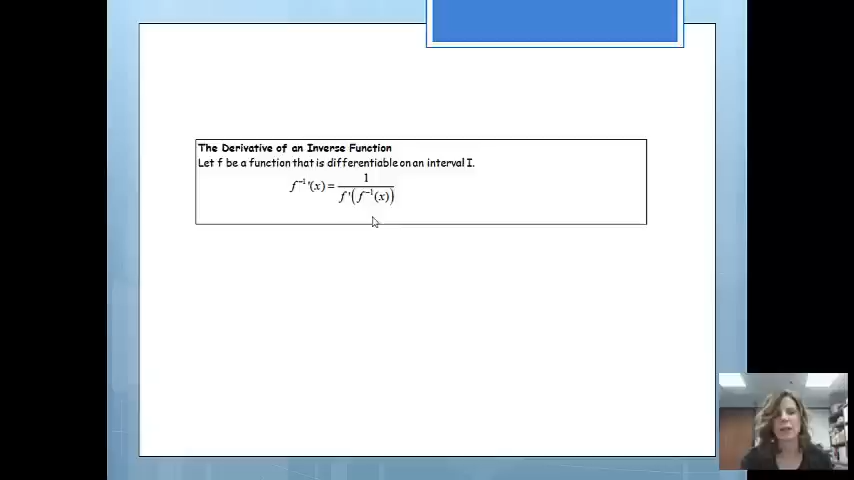 The Derivative of an Inverse Function
Let f be a function that is differentiable on an interval I.
f⁻¹'(x) = 1 / f'(f⁻¹(x))